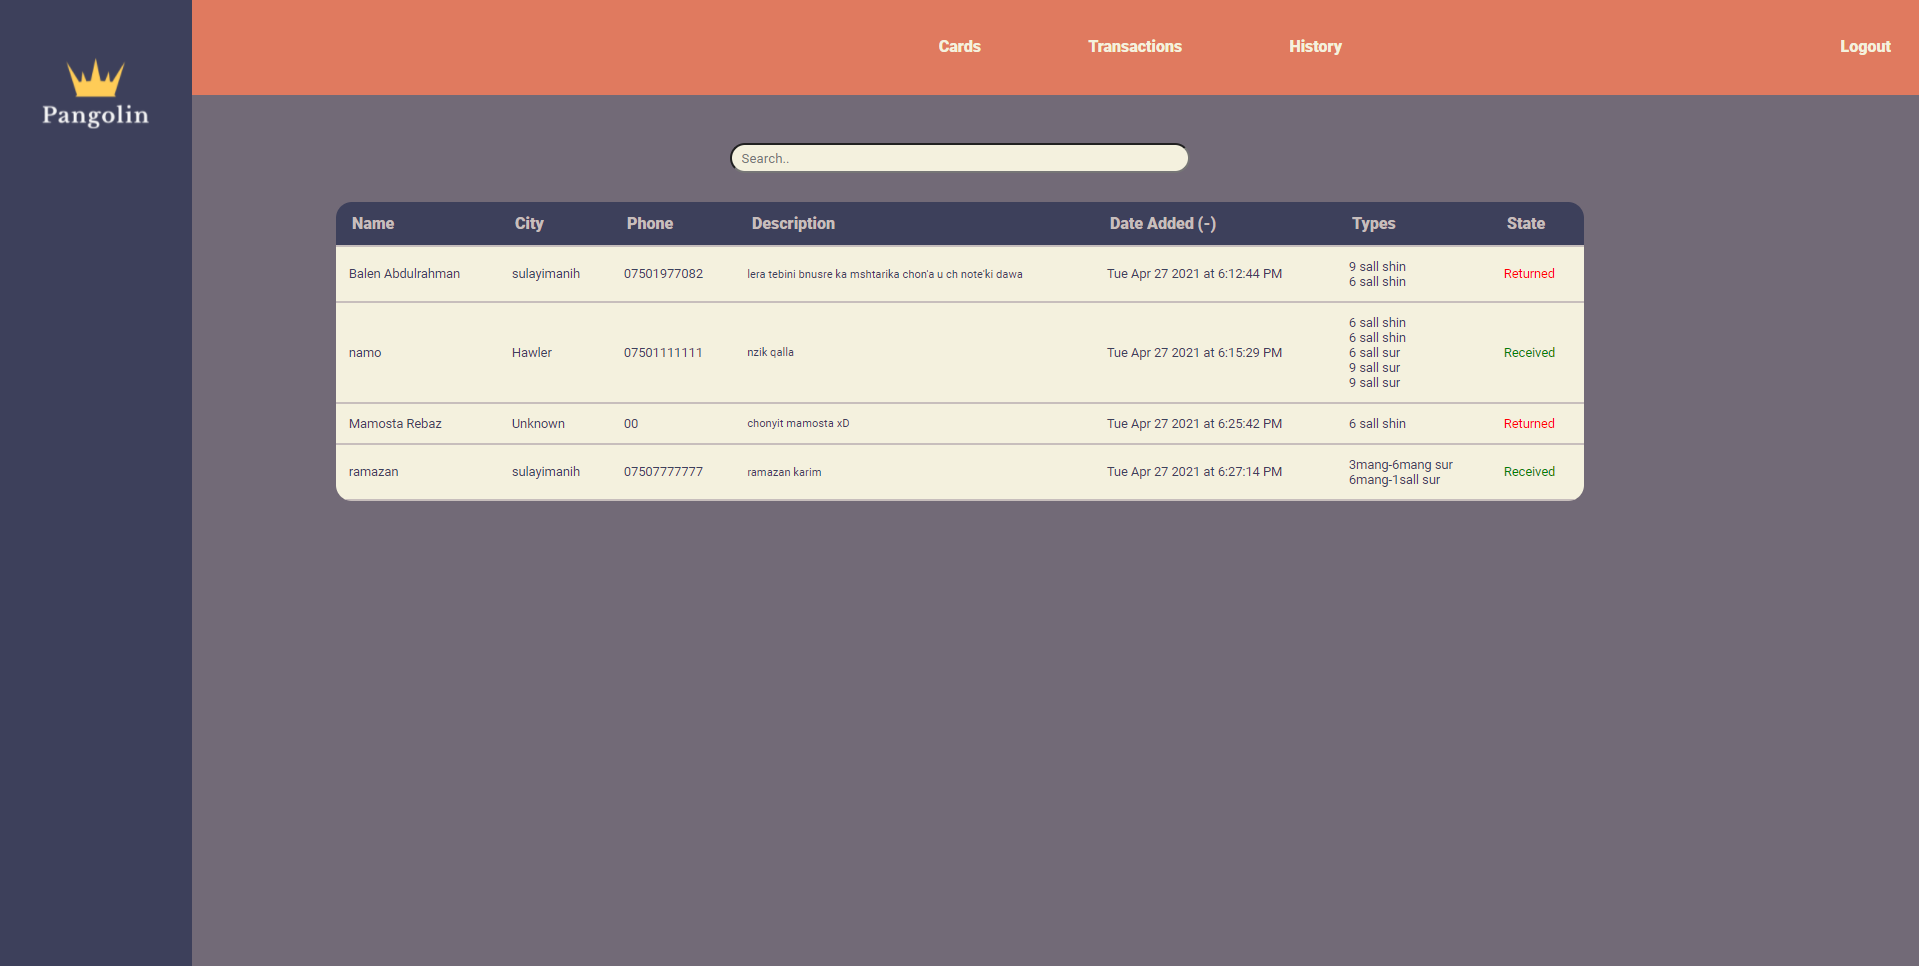 Pangolin
Cards Transactions History Logout
Search..
Name City Phone Description Date Added (-) Types State
Balen Abdulrahman sulayimanih 07501977082 lera tebini bnusre ka mshtarika chon'a u ch note'ki dawa Tue Apr 27 2021 at 6:12:44 PM 9 sall shin Returned
6 sall shin
namo Hawler 07501111111 nzik qalla Tue Apr 27 2021 at 6:15:29 PM 6 sall shin Received
6 sall shin
6 sall sur
9 sall sur
9 sall sur
Mamosta Rebaz Unknown 00 chonyit mamosta xD Tue Apr 27 2021 at 6:25:42 PM 6 sall shin Returned
ramazan sulayimanih 07507777777 ramazan karim Tue Apr 27 2021 at 6:27:14 PM 3mang-6mang sur Received
6mang-1sall sur